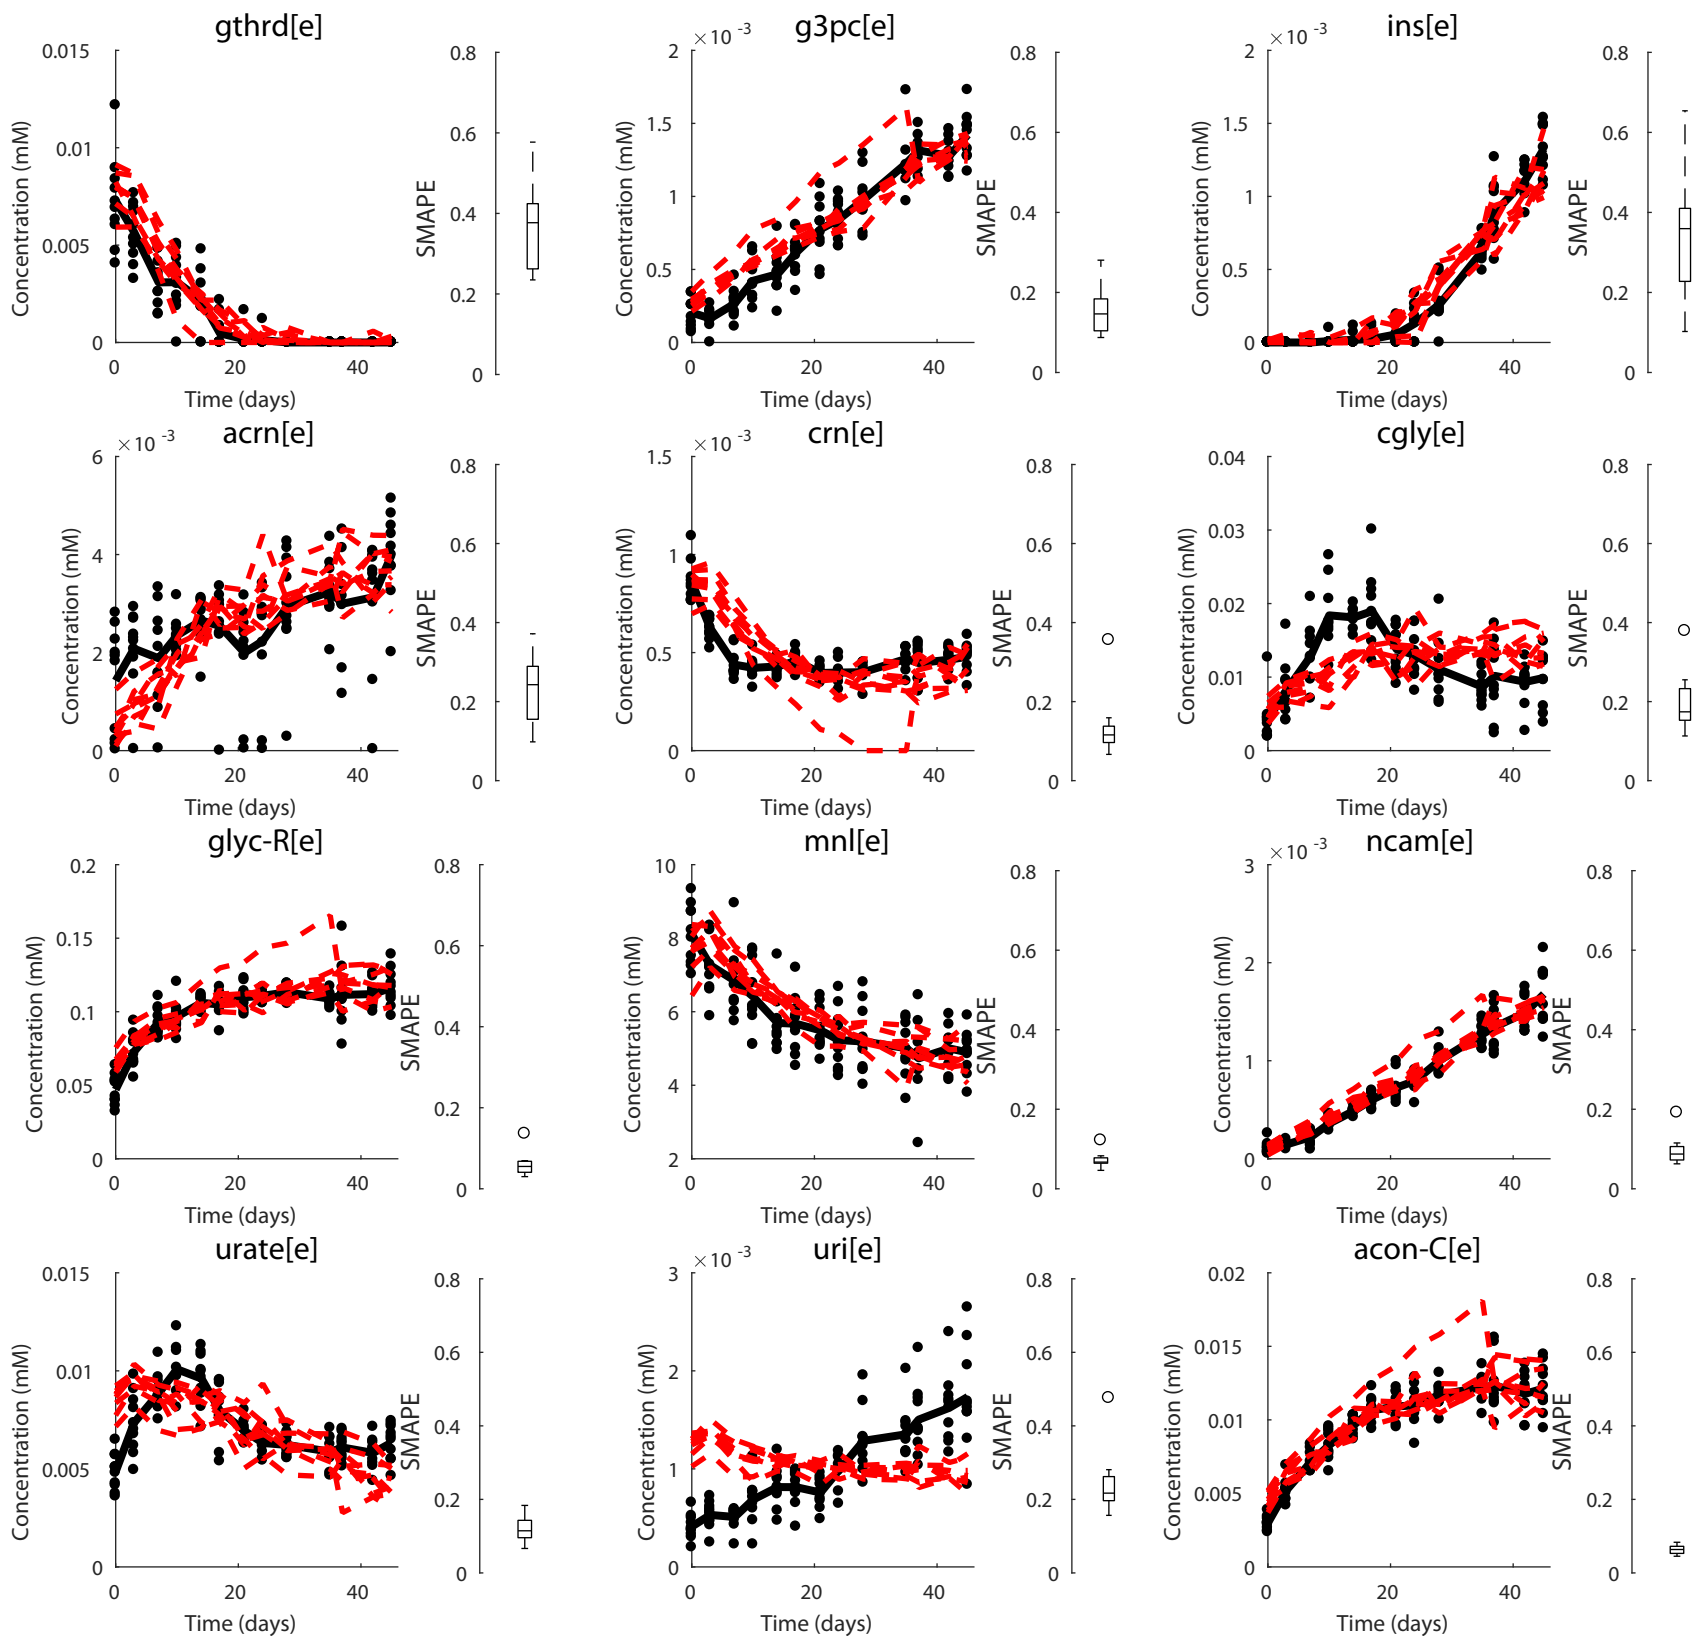 gthrd[e]
0.015
0.01
0.005
0
Concentration (mM)
0 20 40
Time (days)
0.8
0.6
0.4
0.2
0
SMAPE
g3pc[e]
×10 -3
2
1.5
1
0.5
0
Concentration (mM)
0 20 40
Time (days)
0.8
0.6
0.4
0.2
0
SMAPE
ins[e]
×10 -3
2
1.5
1
0.5
0
Concentration (mM)
0 20 40
Time (days)
0.8
0.6
0.4
0.2
0
SMAPE
acrn[e]
×10 -3
6
4
2
0
Concentration (mM)
0 20 40
Time (days)
0.8
0.6
0.4
0.2
0
SMAPE
crn[e]
×10 -3
1.5
1
0.5
0
Concentration (mM)
0 20 40
Time (days)
0.8
0.6
0.4
0.2
0
SMAPE
cgly[e]
0.04
0.03
0.02
0.01
0
Concentration (mM)
0 20 40
Time (days)
0.8
0.6
0.4
0.2
0
SMAPE
glyc-R[e]
0.2
0.15
0.1
0.05
0
Concentration (mM)
0 20 40
Time (days)
0.8
0.6
0.4
0.2
0
SMAPE
mnl[e]
10
8
6
4
2
Concentration (mM)
0 20 40
Time (days)
0.8
0.6
0.4
0.2
0
SMAPE
ncam[e]
×10 -3
3
2
1
0
Concentration (mM)
0 20 40
Time (days)
0.8
0.6
0.4
0.2
0
SMAPE
urate[e]
0.015
0.01
0.005
0
Concentration (mM)
0 20 40
Time (days)
0.8
0.6
0.4
0.2
0
SMAPE
uri[e]
×10 -3
3
2
1
0
Concentration (mM)
0 20 40
Time (days)
0.8
0.6
0.4
0.2
0
SMAPE
acon-C[e]
0.02
0.015
0.01
0.005
0
Concentration (mM)
0 20 40
Time (days)
0.8
0.6
0.4
0.2
0
SMAPE